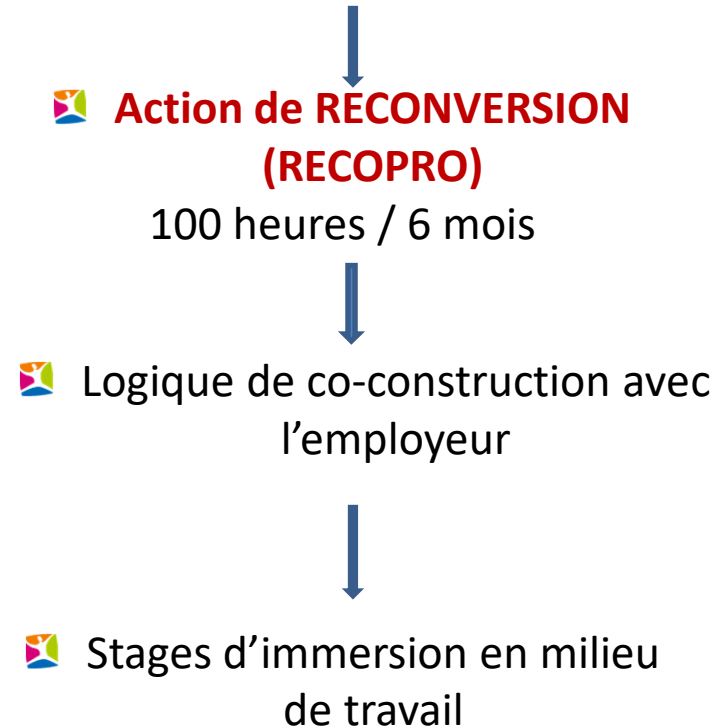 Action de RECONVERSION
(RECOPRO)
100 heures / 6 mois
Logique de co-construction avec
l’employeur
Stages d’immersion en milieu
de travail